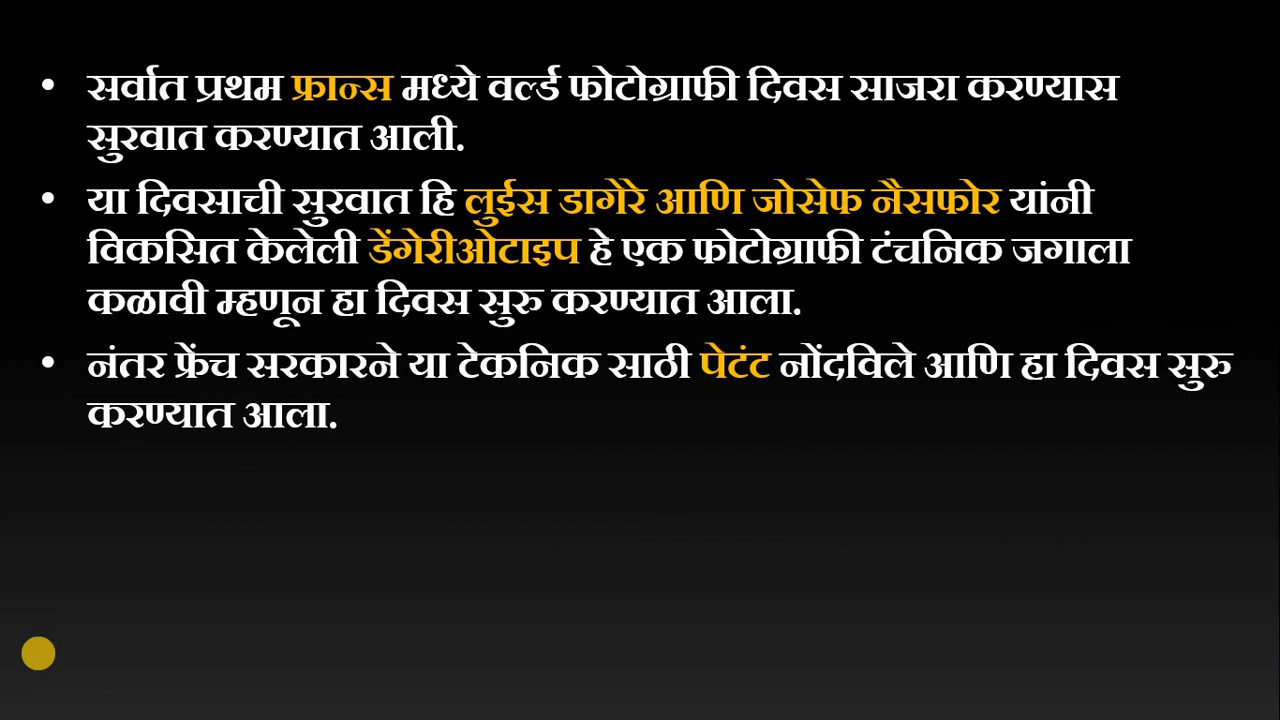 • सर्वात प्रथम फ्रान्स मध्ये वर्ल्ड फोटोग्राफी दिवस साजरा करण्यास
सुरवात करण्यात आली.
• या दिवसाची सुरवात हि लुईस डागेरे आणि जोसेफ नैसफोर यांनी
विकसित केलेली डेंगेरीओटाइप हे एक फोटोग्राफी टंचनिक जगाला
कळावी म्हणून हा दिवस सुरु करण्यात आला.
• नंतर फ्रेंच सरकारने या टेकनिक साठी पेटंट नोंदविले आणि हा दिवस सुरु
करण्यात आला.